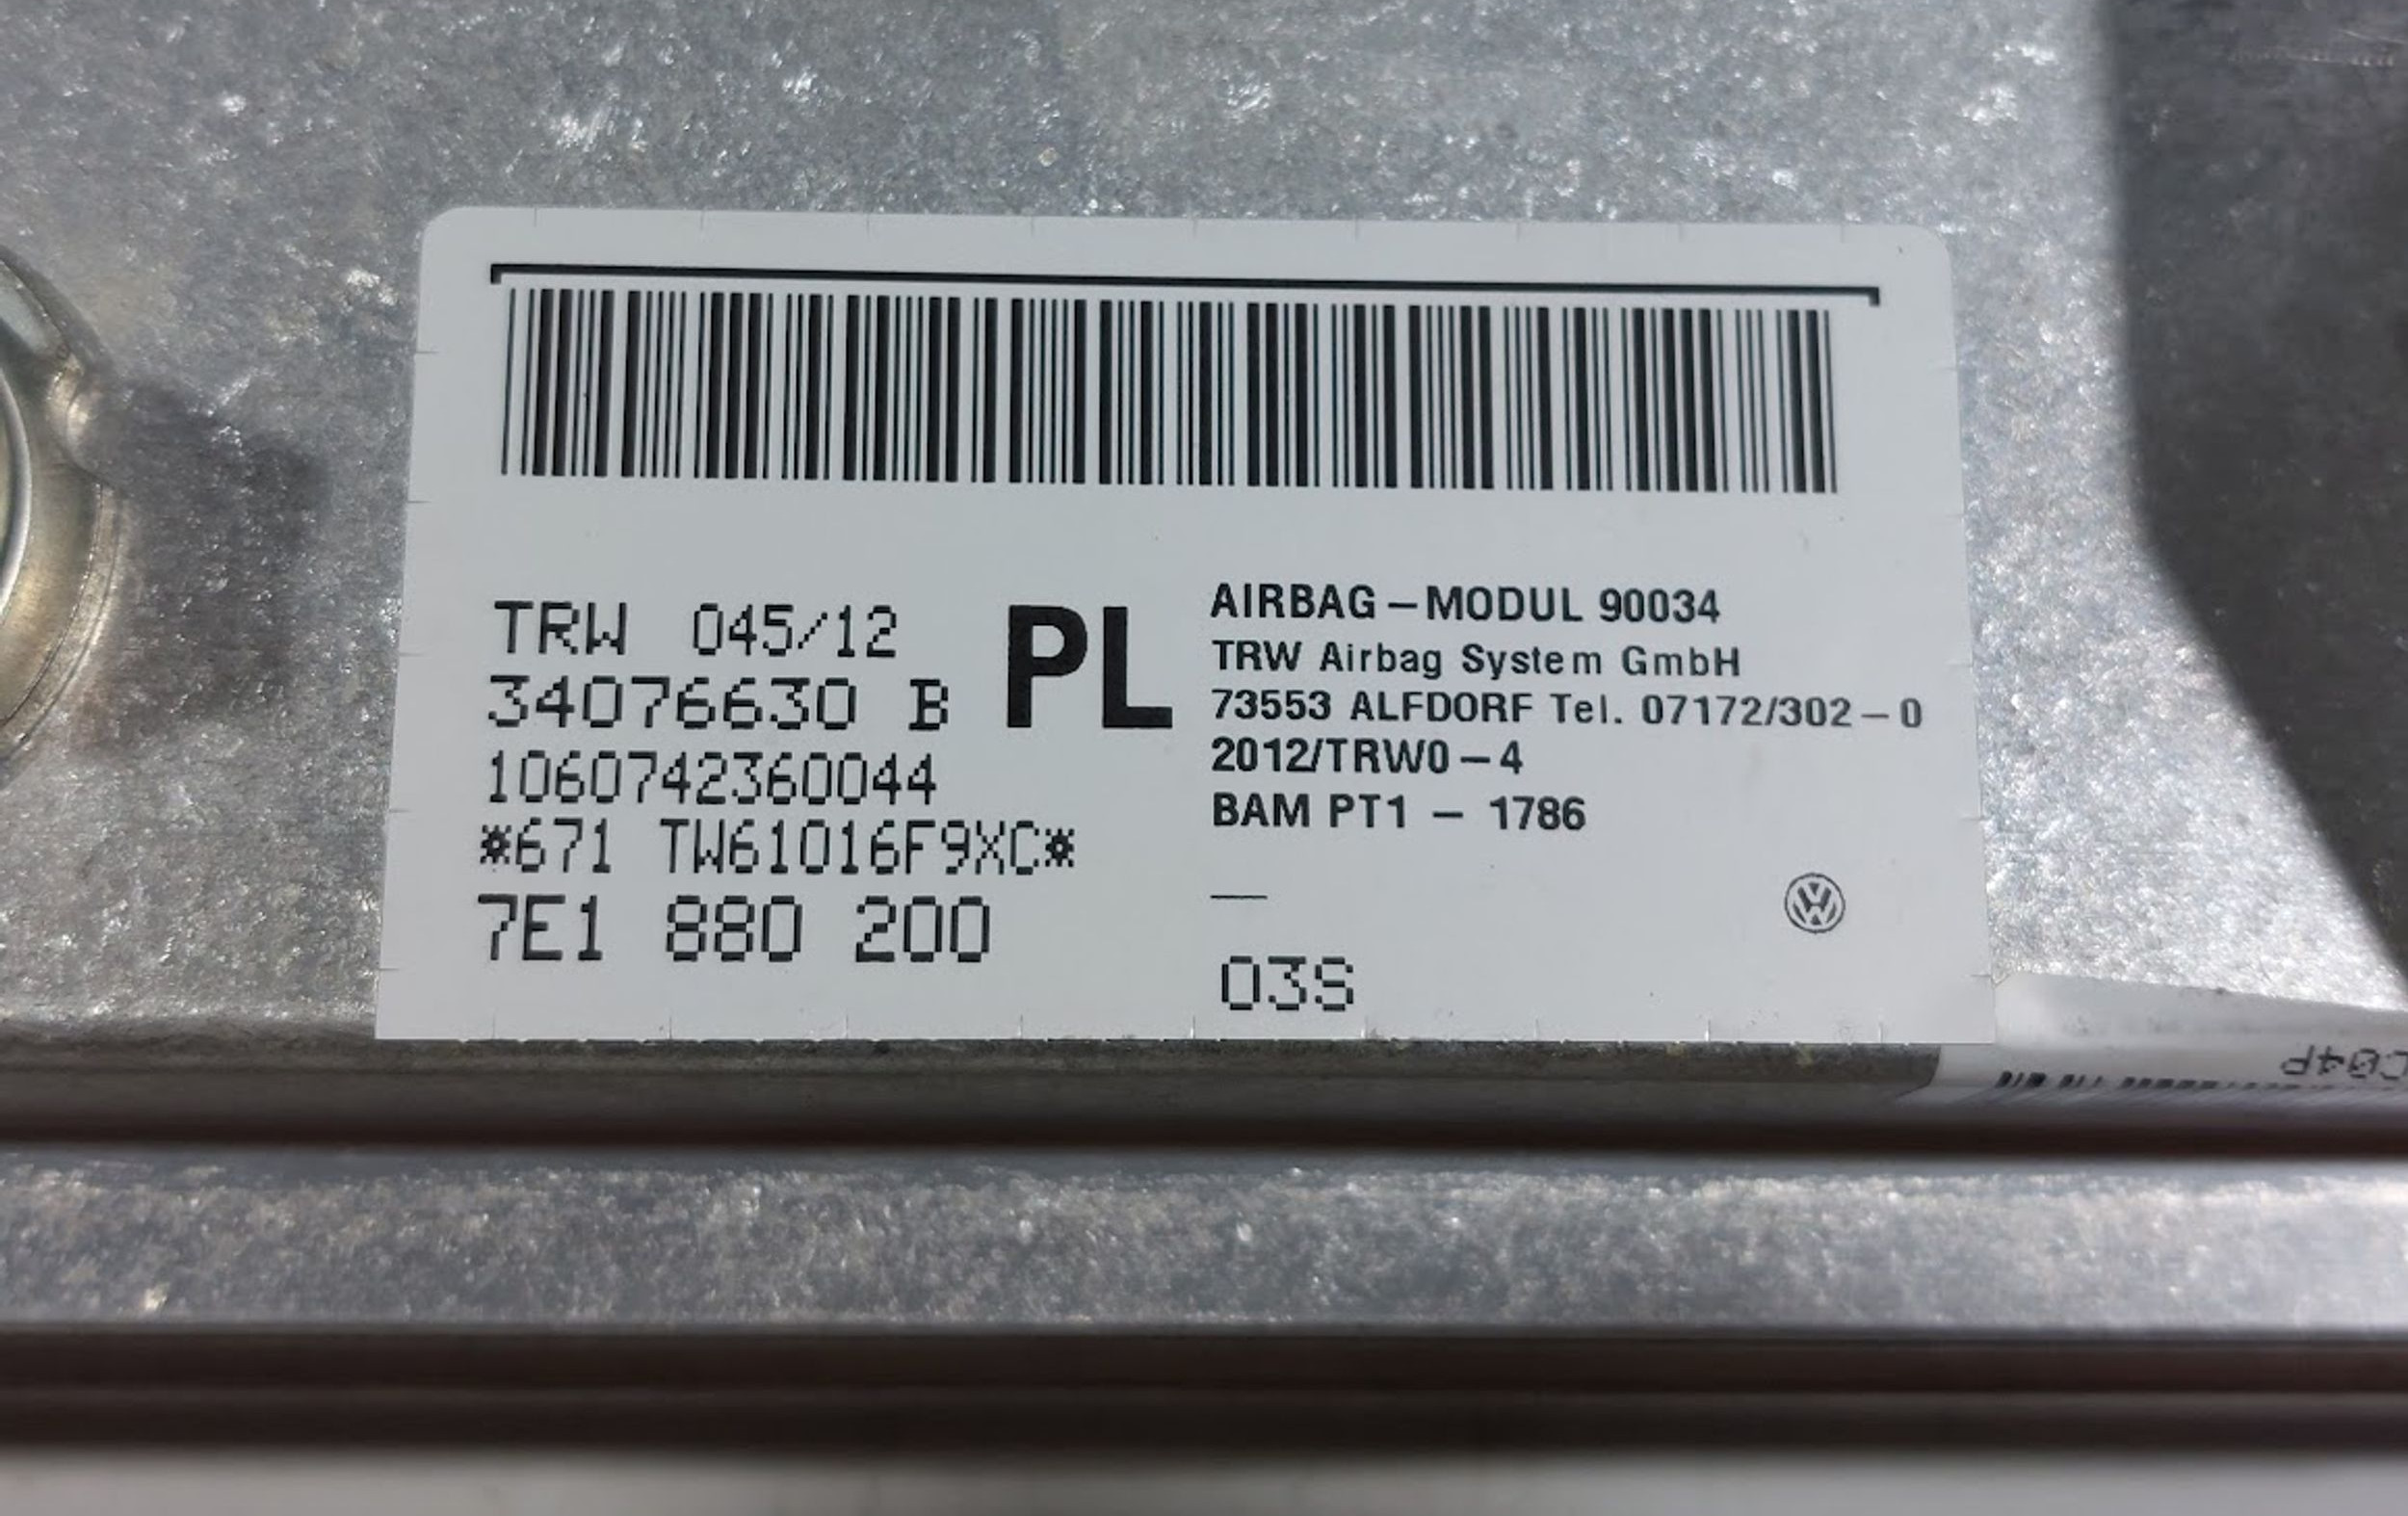 TRW 045/12
34076630 B
1060742360044
*671 TW61016F9XC*
7E1 880 200
PL
AIRBAG-MODUL 90034
TRW Airbag System GmbH
73553 ALFDORF Tel. 07172/302-0
2012/TRW0-4
BAM PT1 - 1786
—
03S
C04P